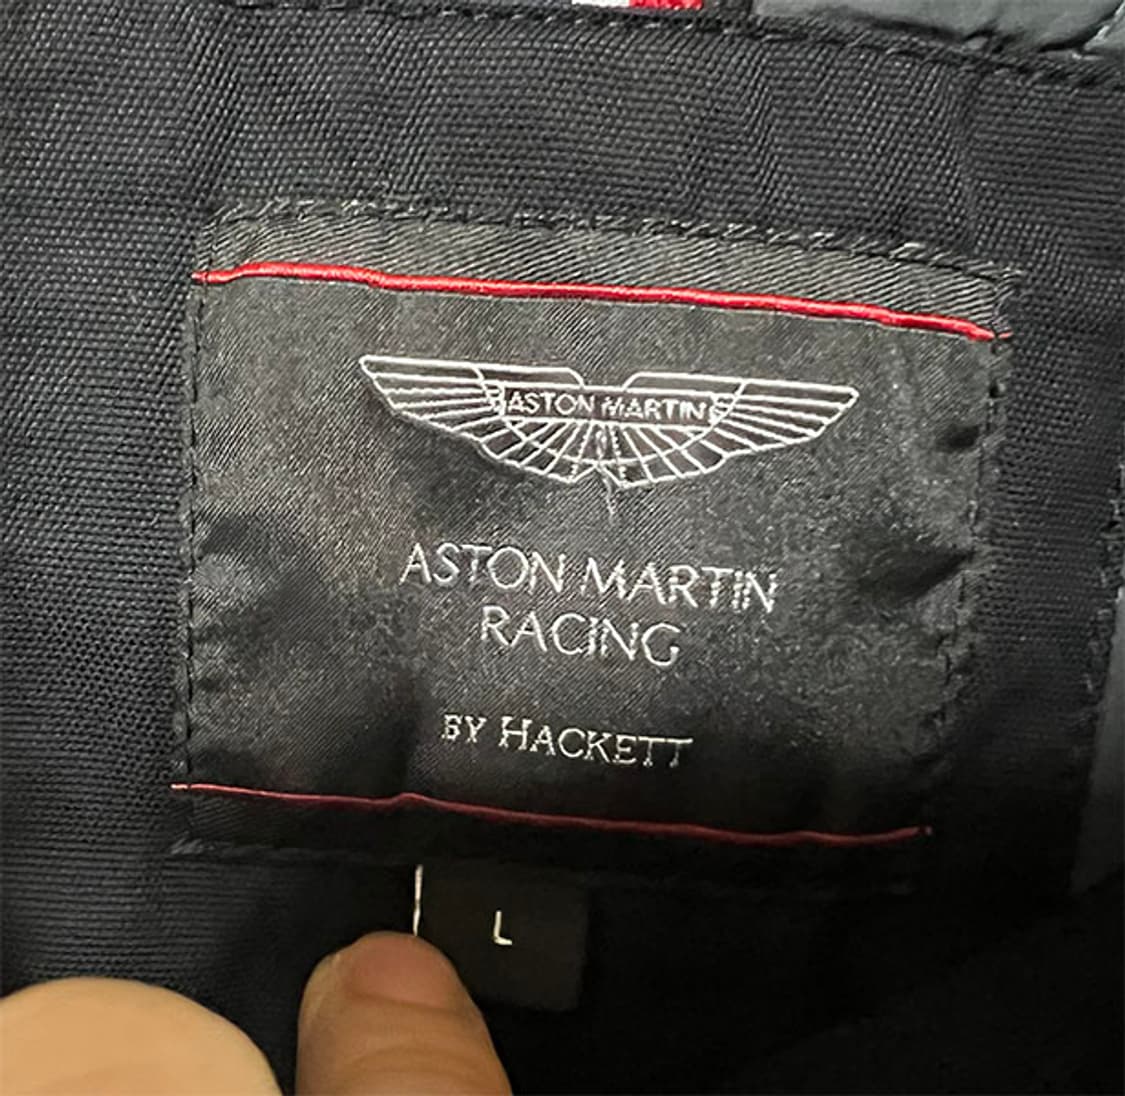 ASTON MARTIN
ASTON MARTIN
RACING
BY HACKETT
L